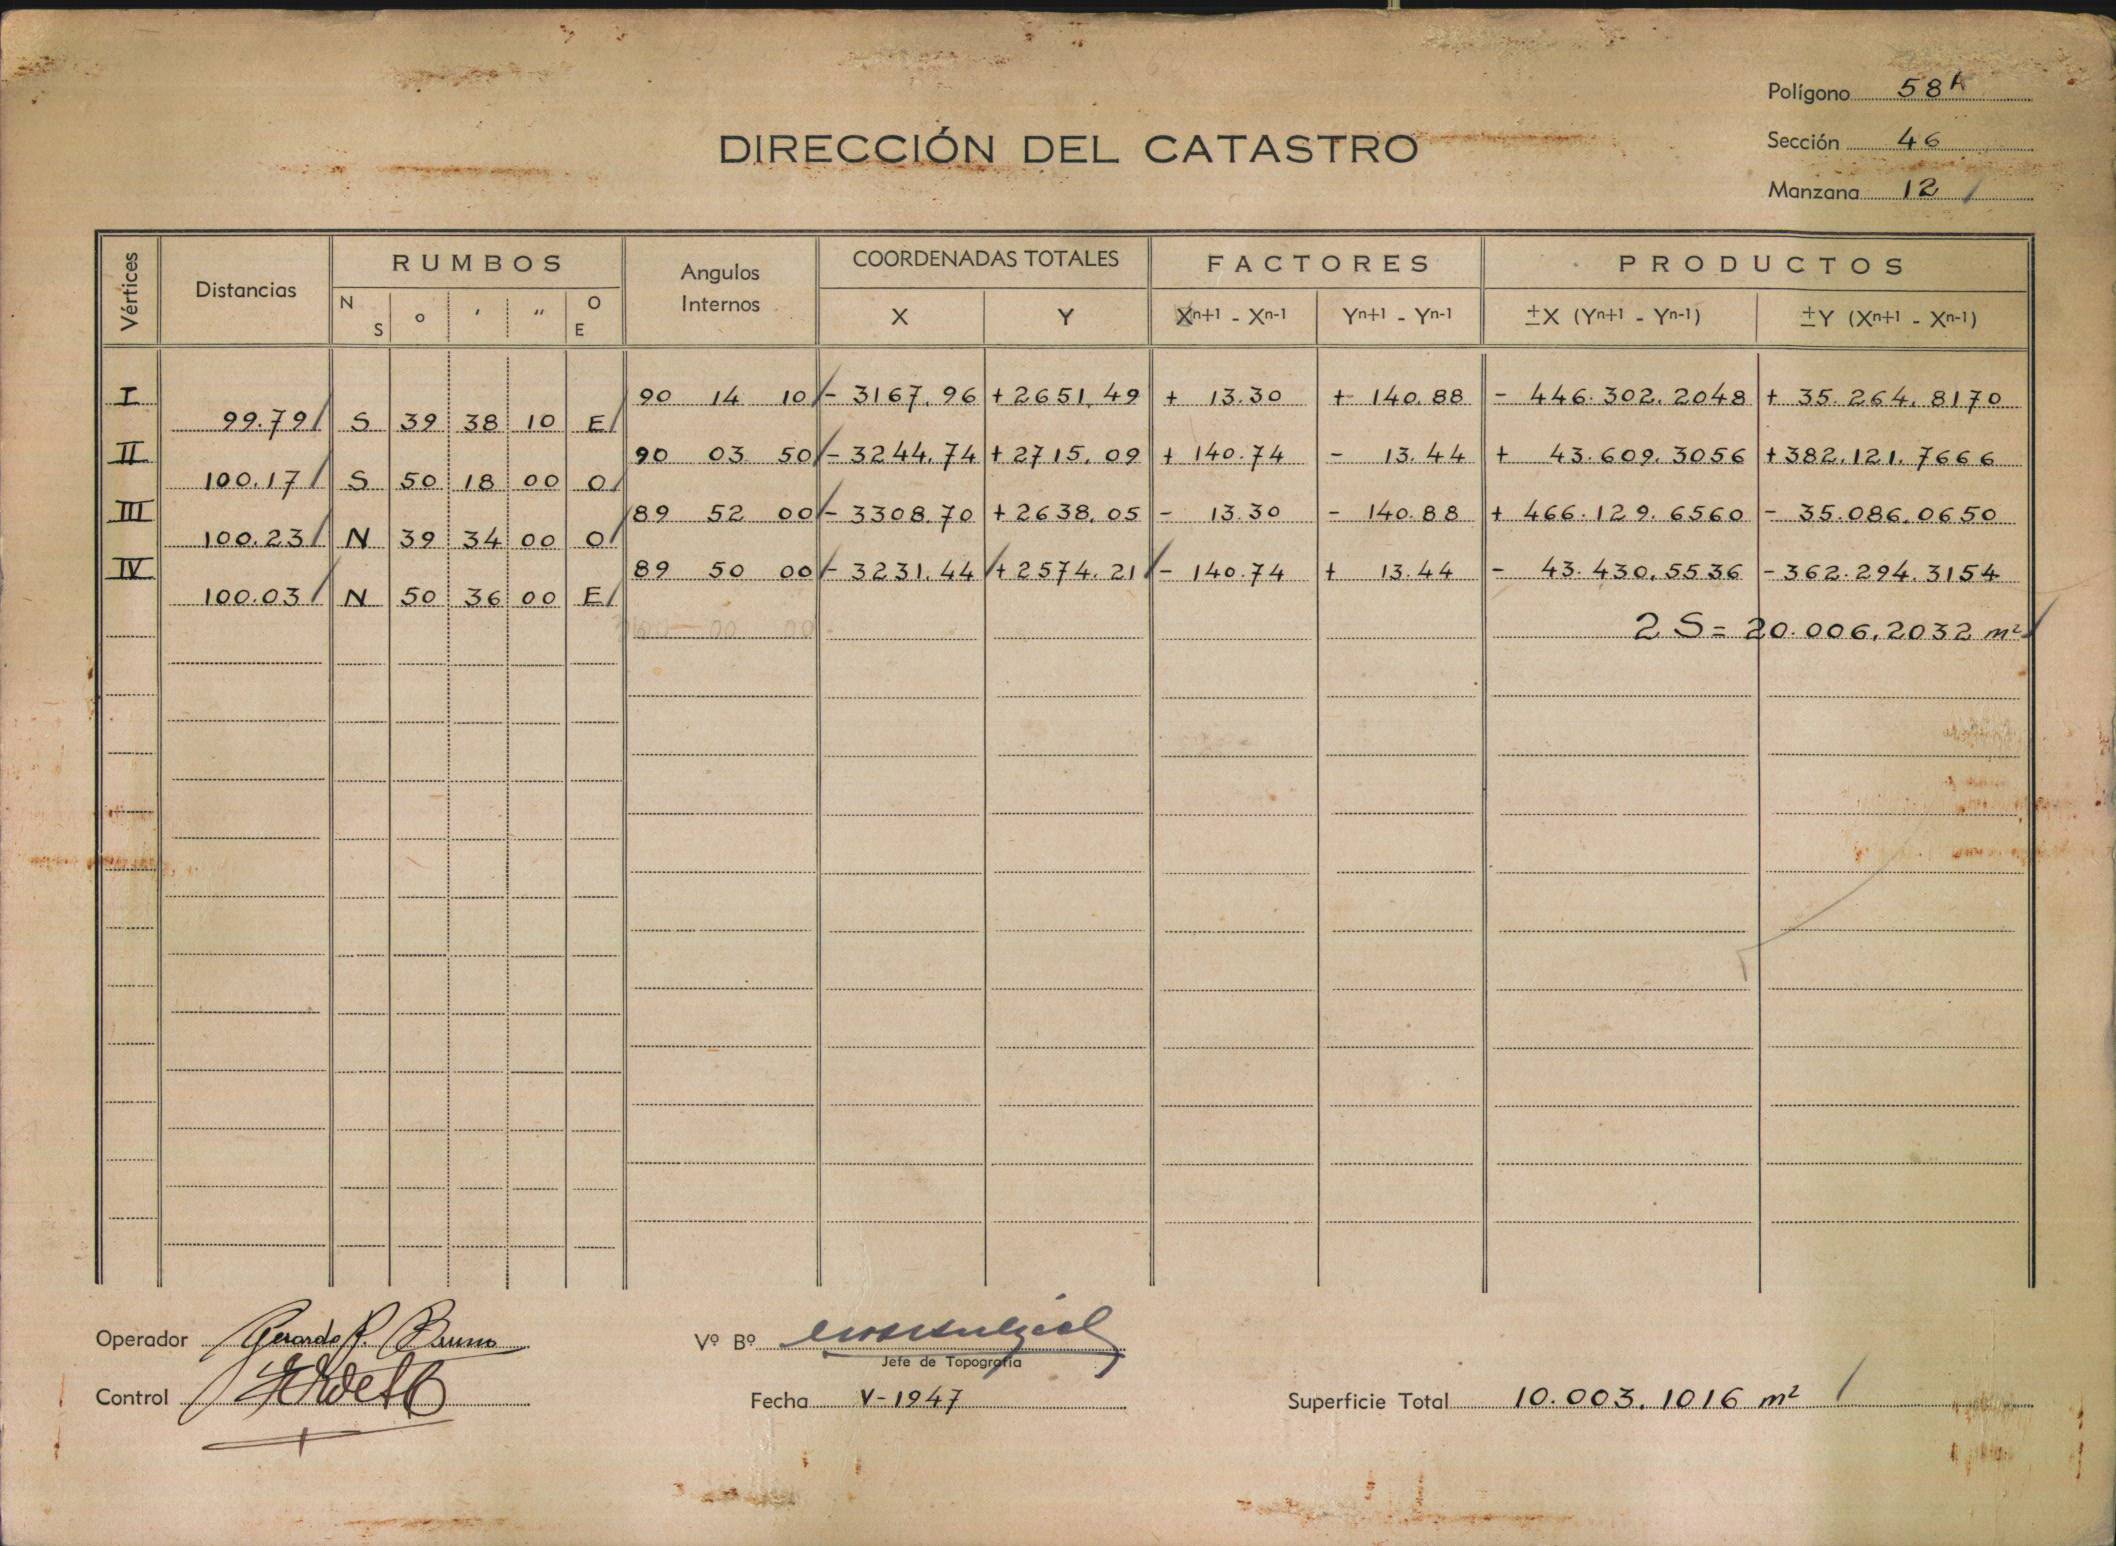 Polígono 58h
DIRECCIÓN DEL CATASTRO
Sección 46
Manzana 12
Vértices Distancias RUMBOS Angulos Internos COORDENADAS TOTALES FACTORES PRODUCTOS
N S o ' " O E X Y Xn+1 - Xn-1 Yn+1 - Yn-1 ±X (Yn+1 - Yn-1) ±Y (Xn+1 - Xn-1)
I 90 14 10 - 3167.96 + 2651.49 + 13.30 + 140.88 - 446.302.2048 + 35.264.8170
99.79 S 39 38 10 E
II 90 03 50 - 3244.74 + 2715.09 + 140.74 - 13.44 + 43.609.3056 + 382.121.7666
100.17 S 50 18 00 O
III 89 52 00 - 3308.70 + 2638.05 - 13.30 - 140.88 + 466.129.6560 - 35.086.0650
100.23 N 39 34 00 O
IV 89 50 00 - 3231.44 + 2574.21 - 140.74 + 13.44 - 43.430.5536 - 362.294.3154
100.03 N 50 36 00 E
360 00 00 2 S = 20.006,2032 m²
Operador Gerardo R. Bruno Vº Bº
Jefe de Topografía
Control Fecha V-1947 Superficie Total 10.003.1016 m²